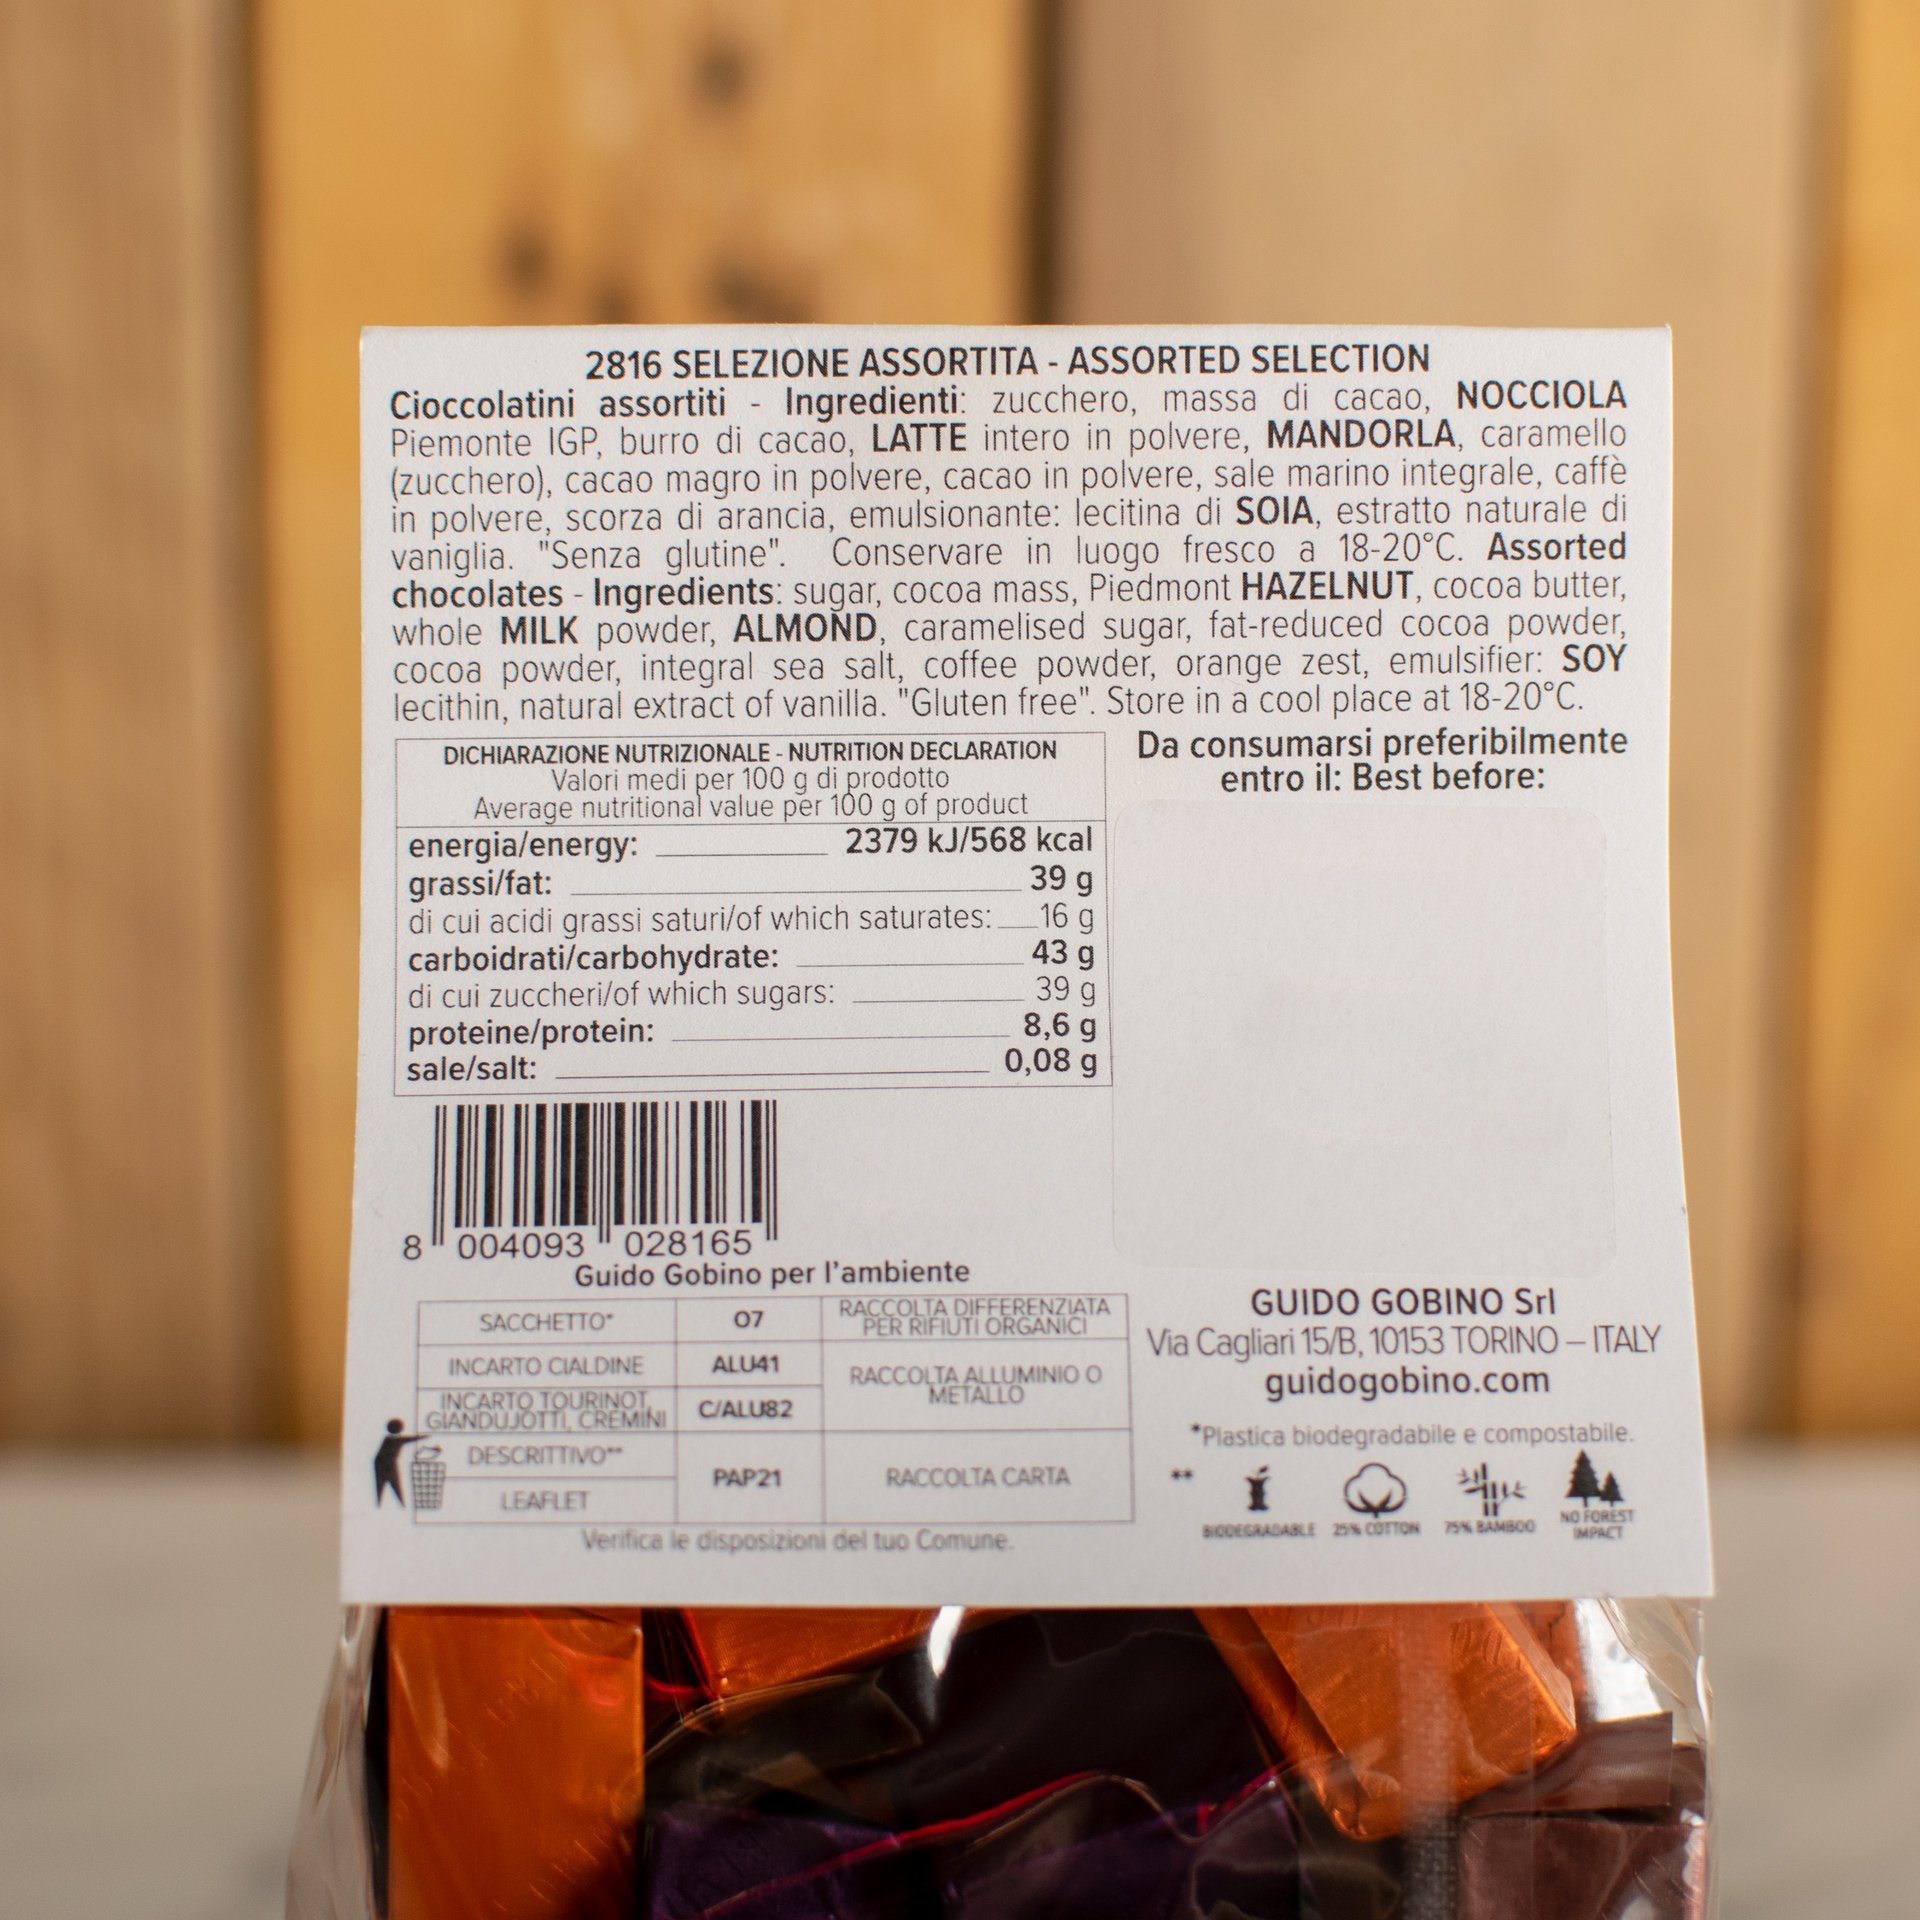 2816 SELEZIONE ASSORTITA - ASSORTED SELECTION
Cioccolatini assortiti - Ingredienti: zucchero, massa di cacao, NOCCIOLA
Piemonte IGP, burro di cacao, LATTE intero in polvere, MANDORLA, caramello
(zucchero), cacao magro in polvere, cacao in polvere, sale marino integrale, caffè
in polvere, scorza di arancia, emulsionante: lecitina di SOIA, estratto naturale di
vaniglia. "Senza glutine". Conservare in luogo fresco a 18-20°C. Assorted
chocolates - Ingredients: sugar, cocoa mass, Piedmont HAZELNUT, cocoa butter,
whole MILK powder, ALMOND, caramelised sugar, fat-reduced cocoa powder,
cocoa powder, integral sea salt, coffee powder, orange zest, emulsifier: SOY
lecithin, natural extract of vanilla. "Gluten free". Store in a cool place at 18-20°C.
DICHIARAZIONE NUTRIZIONALE - NUTRITION DECLARATION
Valori medi per 100 g di prodotto
Average nutritional value per 100 g of product
energia/energy: 2379 kJ/568 kcal
grassi/fat: 39 g
di cui acidi grassi saturi/of which saturates: 16 g
carboidrati/carbohydrate: 43 g
di cui zuccheri/of which sugars: 39 g
proteine/protein: 8,6 g
sale/salt: 0,08 g
Da consumarsi preferibilmente
entro il: Best before:
8 004093 028165
Guido Gobino per l'ambiente
SACCHETTO* 07 RACCOLTA DIFFERENZIATA
PER RIFIUTI ORGANICI
INCARTO CIALDINE ALU41
RACCOLTA ALLUMINIO O
METALLO
INCARTO TOURINOT,
GIANDUJOTTI, CREMINI C/ALU82
DESCRITTIVO**
PAP21 RACCOLTA CARTA
LEAFLET
Verifica le disposizioni del tuo Comune.
GUIDO GOBINO Srl
Via Cagliari 15/B, 10153 TORINO – ITALY
guidogobino.com
*Plastica biodegradabile e compostabile.
**
BIODEGRADABLE 25% COTTON 75% BAMBOO NO FOREST
IMPACT